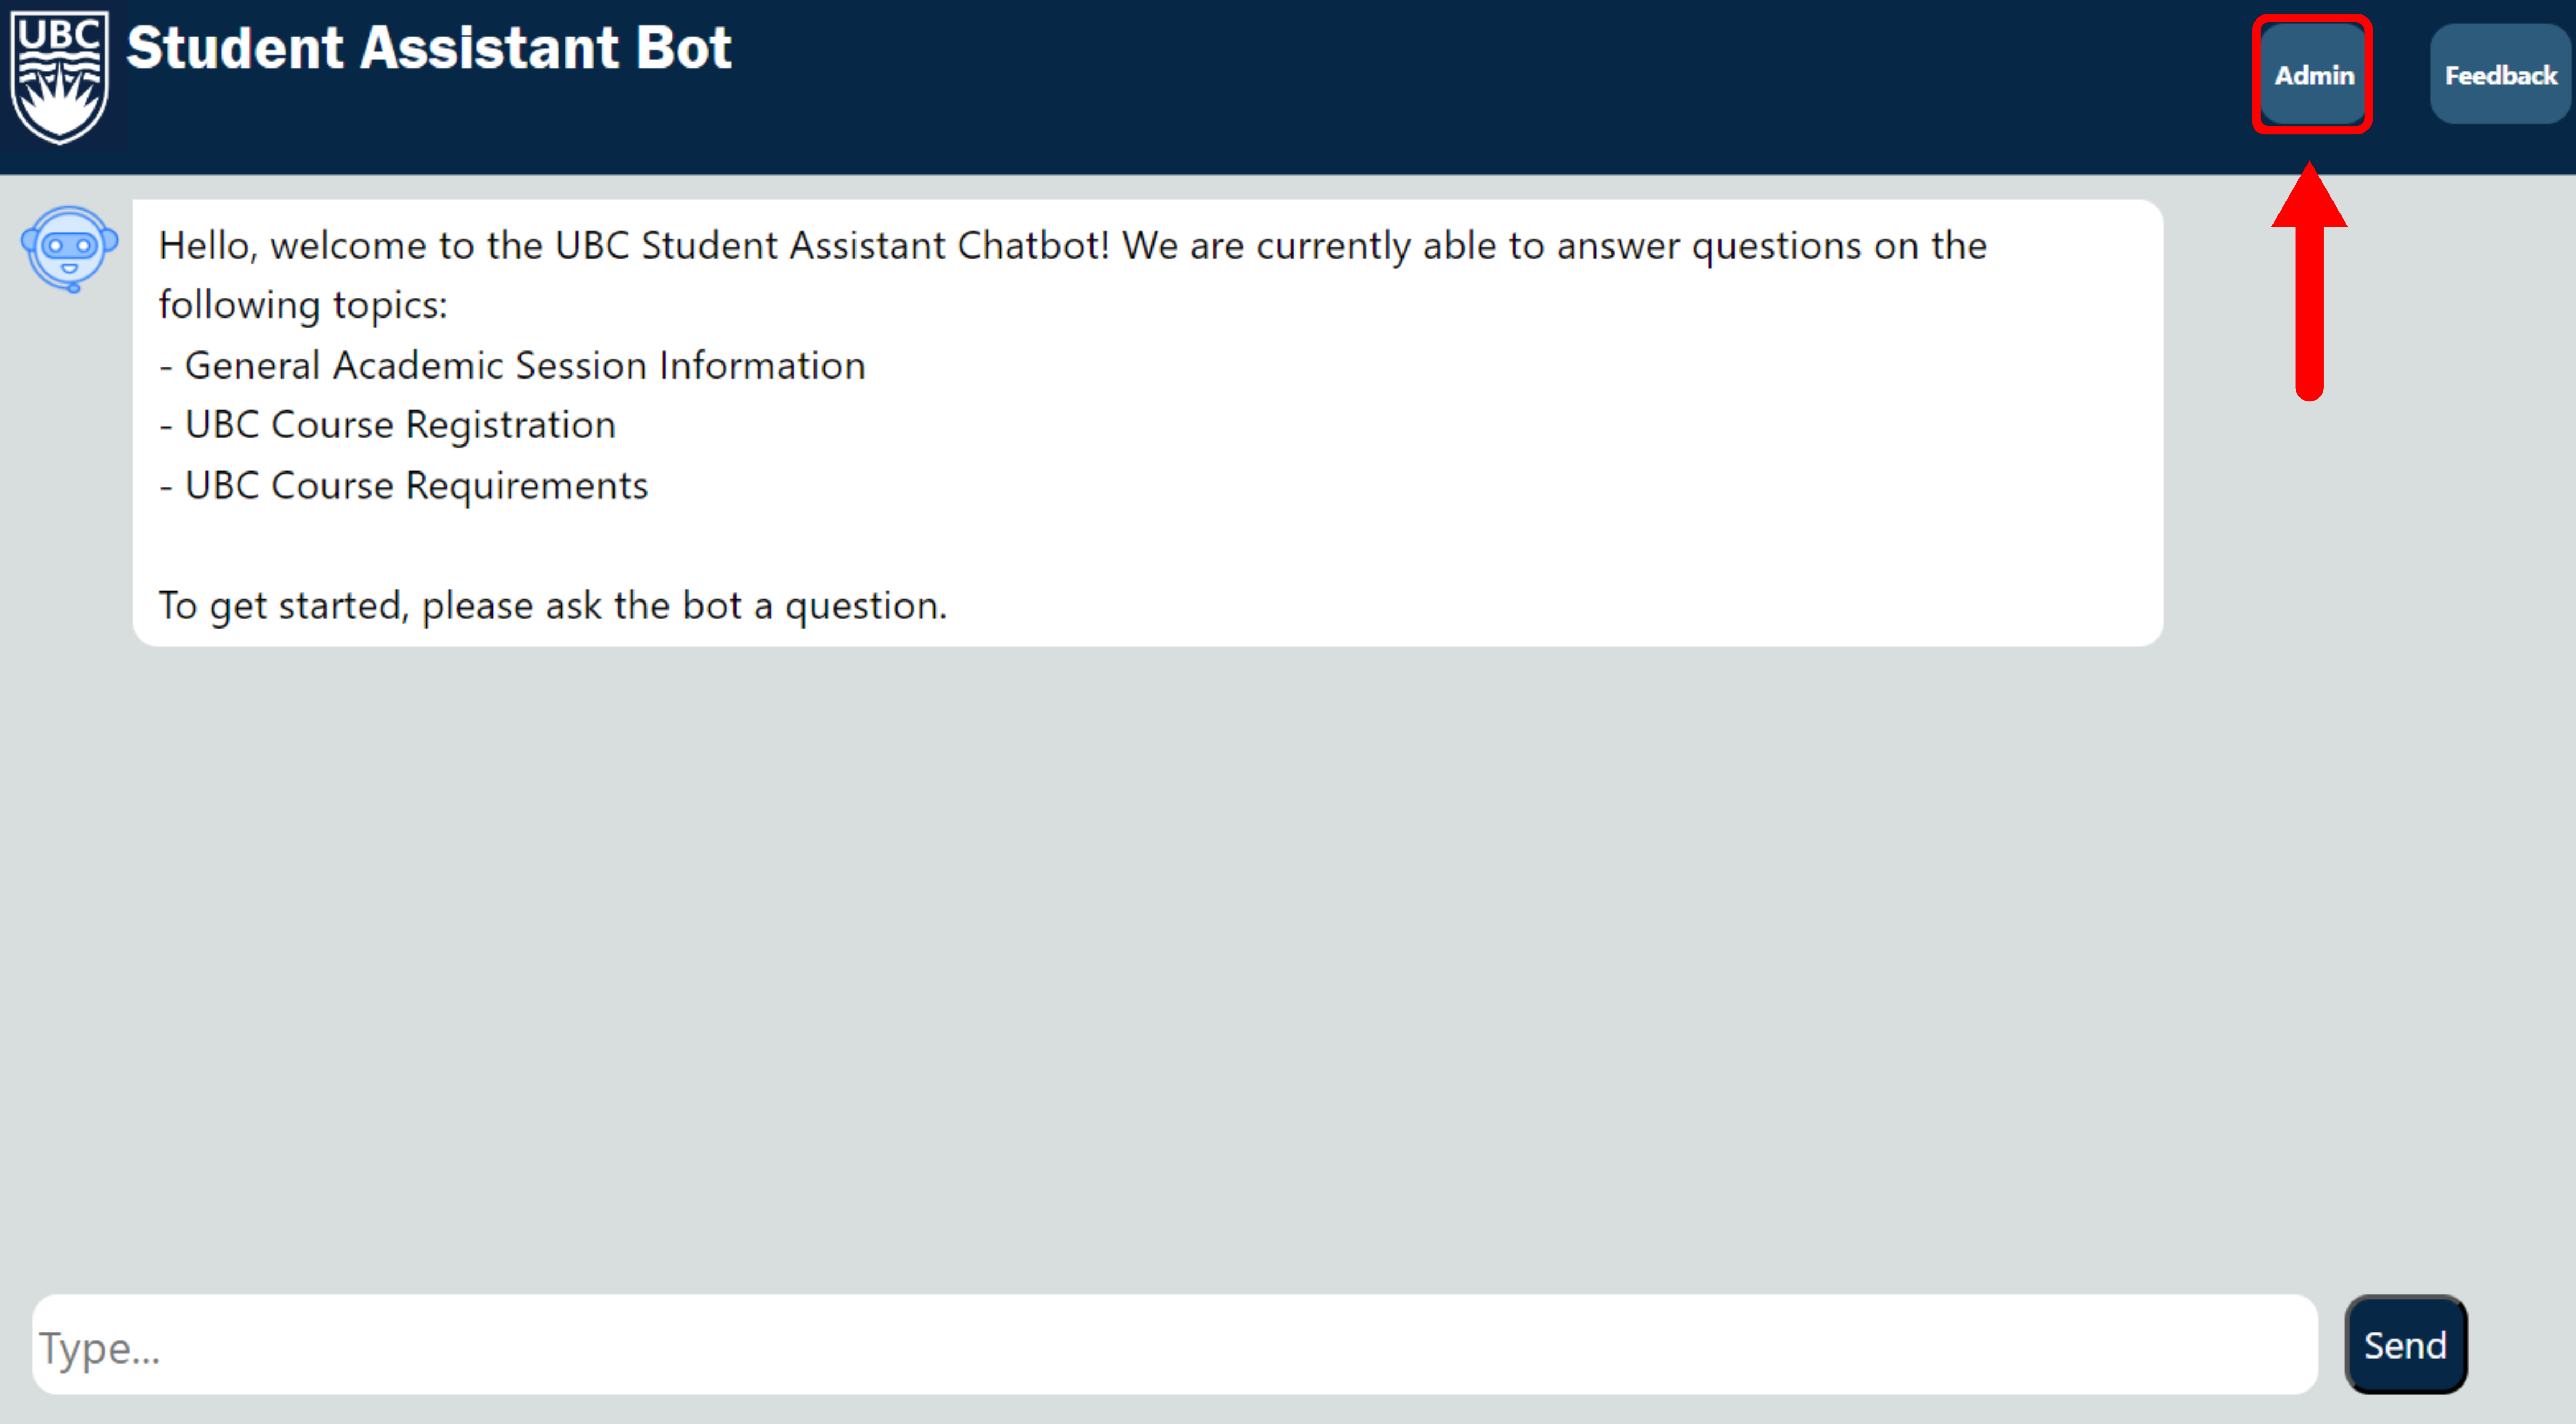 UBC
Student Assistant Bot
Admin
Feedback
Hello, welcome to the UBC Student Assistant Chatbot! We are currently able to answer questions on the
following topics:
- General Academic Session Information
- UBC Course Registration
- UBC Course Requirements
To get started, please ask the bot a question.
Type...
Send